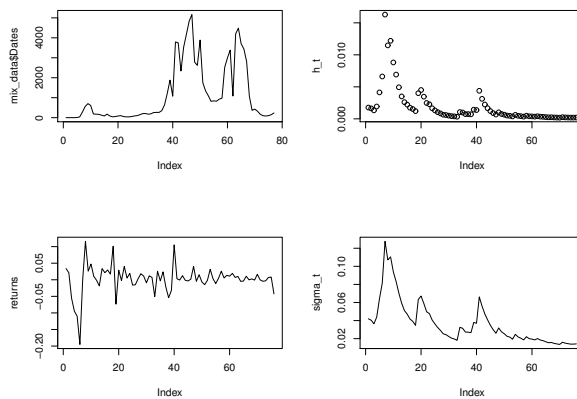 mix_data$Dates
0 2000 4000
0 20 40 60 80
Index
h_t
0.000 0.010
0 20 40 60
Index
returns
-0.20 -0.05 0.05
0 20 40 60
Index
sigma_t
0.02 0.06 0.10
0 20 40 60
Index